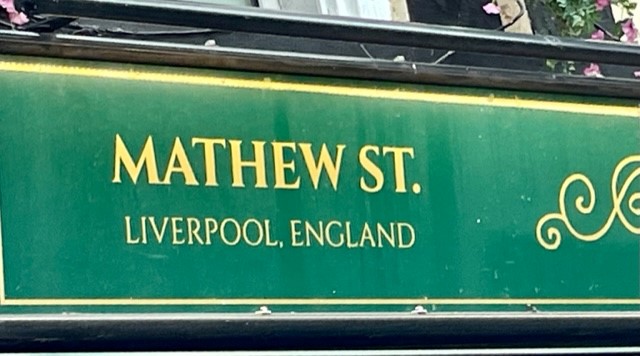 MATHEW ST.
LIVERPOOL, ENGLAND